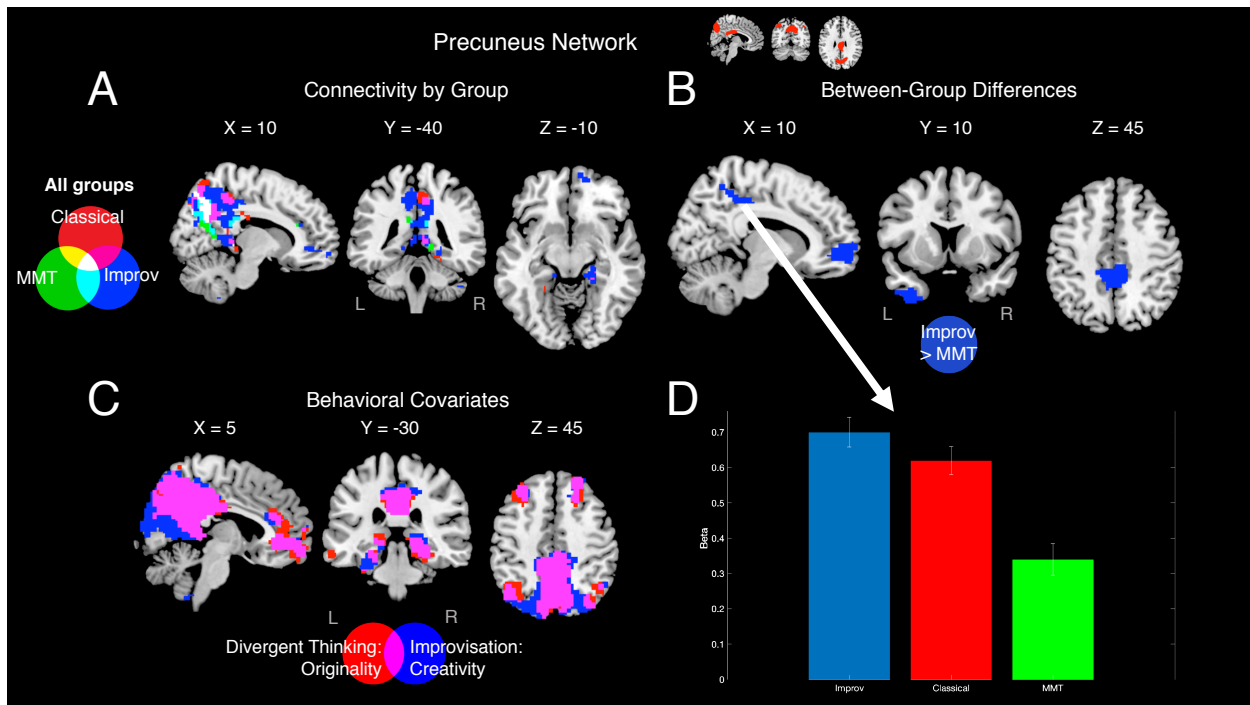 Precuneus Network
A
Connectivity by Group
X = 10
Y = -40
Z = -10
All groups
Classical
MMT
Improv
L
R
B
Between-Group Differences
X = 10
Y = 10
Z = 45
L
R
Improv
> MMT
C
Behavioral Covariates
X = 5
Y = -30
Z = 45
L
R
Divergent Thinking:
Originality
Improvisation:
Creativity
D
Beta
0.7
0.6
0.5
0.4
0.3
0.2
0.1
0
Improv
Classical
MMT